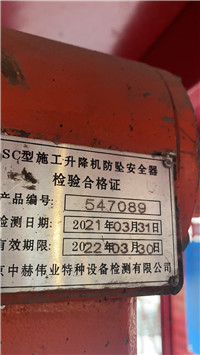 SC型施工升降机防坠安全器
检验合格证
产品编号: 547089
检测日期: 2021年03月31日
有效期限: 2022年03月30日
京中赫伟业特种设备检测有限公司